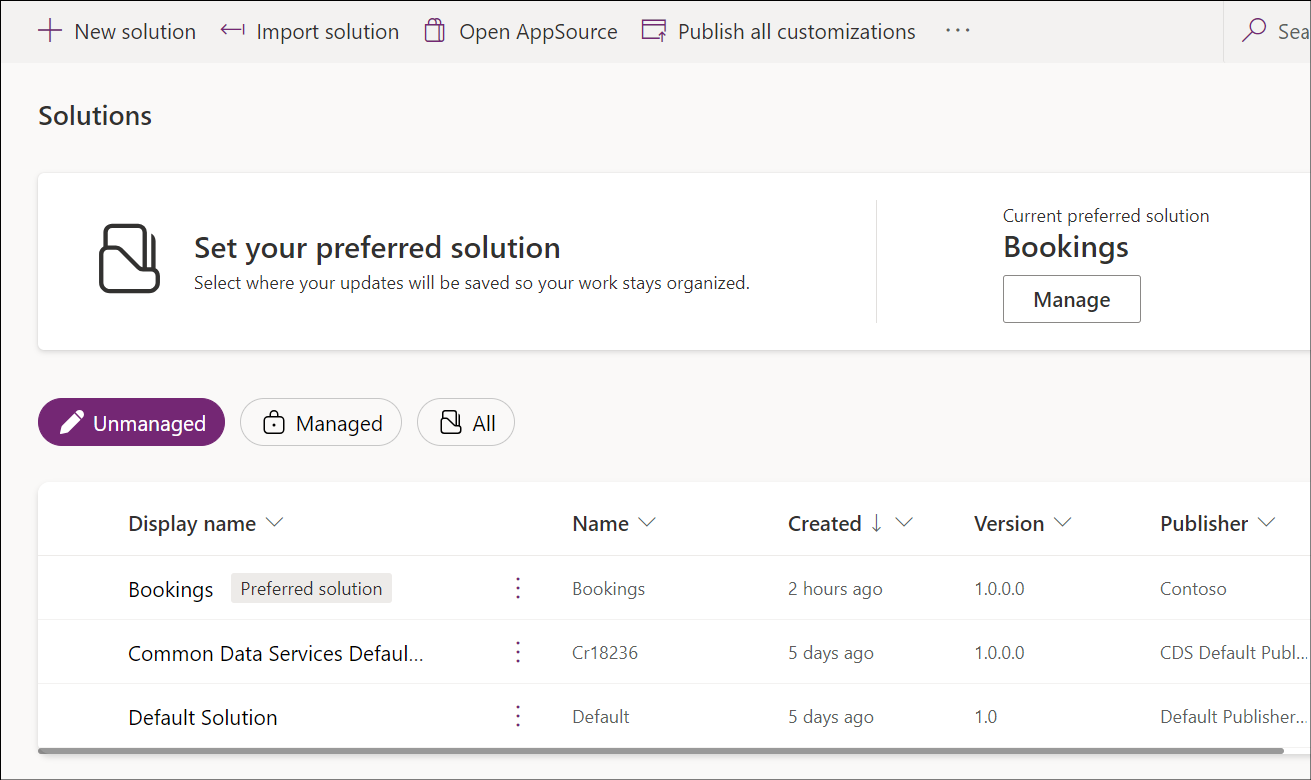 New solution Import solution Open AppSource Publish all customizations ...
Solutions
Set your preferred solution
Select where your updates will be saved so your work stays organized.
Current preferred solution
Bookings
Manage
Unmanaged Managed All
Display name Name Created Version Publisher
Bookings Preferred solution Bookings 2 hours ago 1.0.0.0 Contoso
Common Data Services Defaul... Cr18236 5 days ago 1.0.0.0 CDS Default Publ...
Default Solution Default 5 days ago 1.0 Default Publisher...